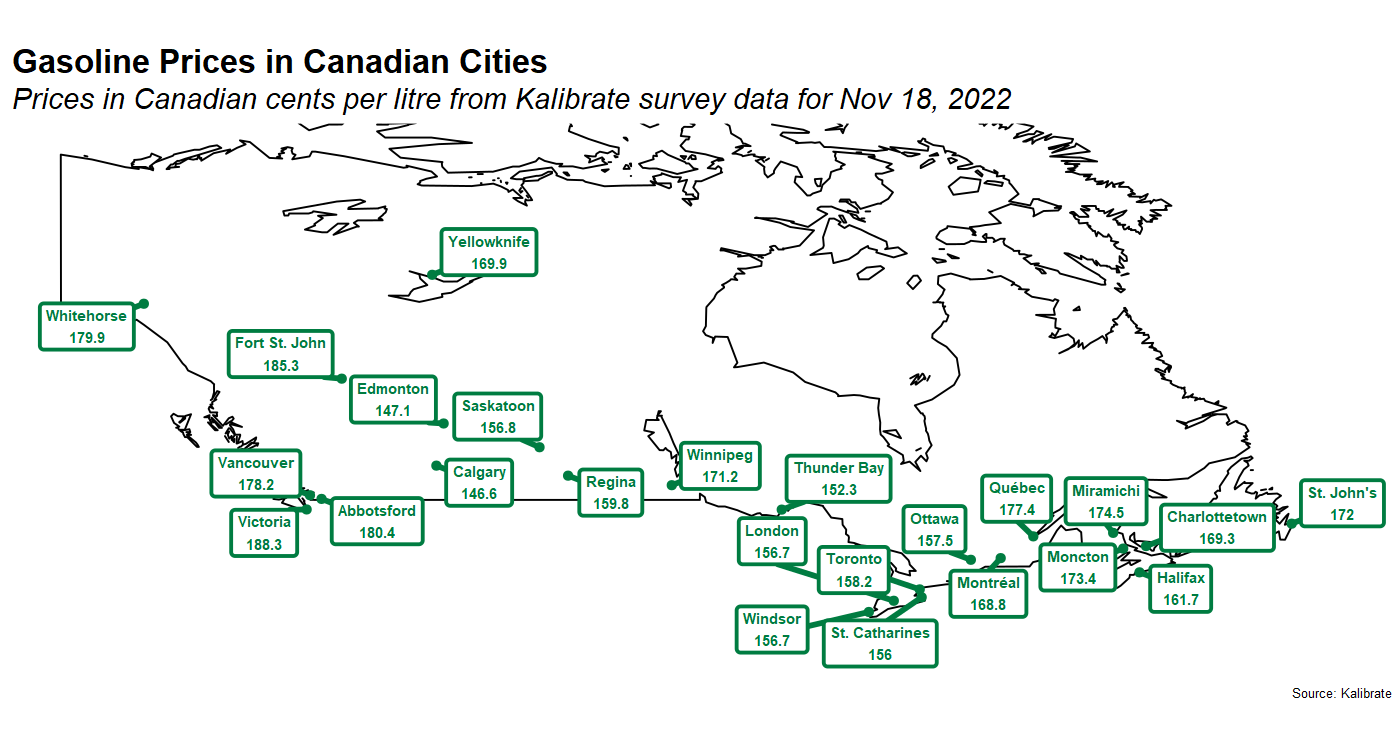 Gasoline Prices in Canadian Cities
Prices in Canadian cents per litre from Kalibrate survey data for Nov 18, 2022
Yellowknife
169.9
Whitehorse
179.9
Fort St. John
185.3
Edmonton
147.1
Saskatoon
156.8
Vancouver
178.2
Calgary
146.6
Regina
159.8
Winnipeg
171.2
Thunder Bay
152.3
Victoria
188.3
Abbotsford
180.4
London
156.7
Toronto
158.2
Ottawa
157.5
Québec
177.4
Miramichi
174.5
Charlottetown
169.3
St. John's
172
Moncton
173.4
Halifax
161.7
Montréal
168.8
Windsor
156.7
St. Catharines
156
Source: Kalibrate